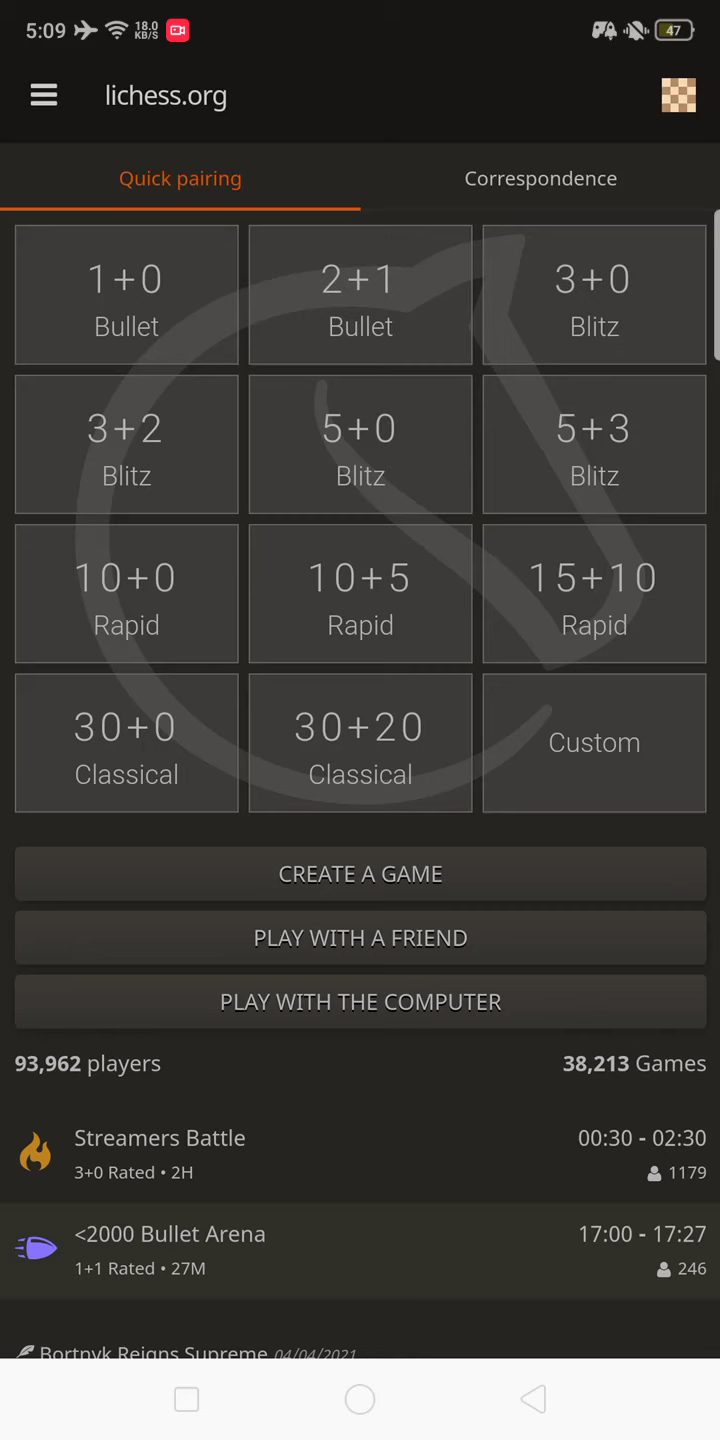 5:09 18.0 KB/S 47
lichess.org
Quick pairing Correspondence
1+0 2+1 3+0
Bullet Bullet Blitz
3+2 5+0 5+3
Blitz Blitz Blitz
10+0 10+5 15+10
Rapid Rapid Rapid
30+0 30+20 Custom
Classical Classical
CREATE A GAME
PLAY WITH A FRIEND
PLAY WITH THE COMPUTER
93,962 players 38,213 Games
Streamers Battle 00:30 - 02:30
3+0 Rated • 2H 1179
<2000 Bullet Arena 17:00 - 17:27
1+1 Rated • 27M 246
Bortnyk Reigns Supreme 04/04/2021